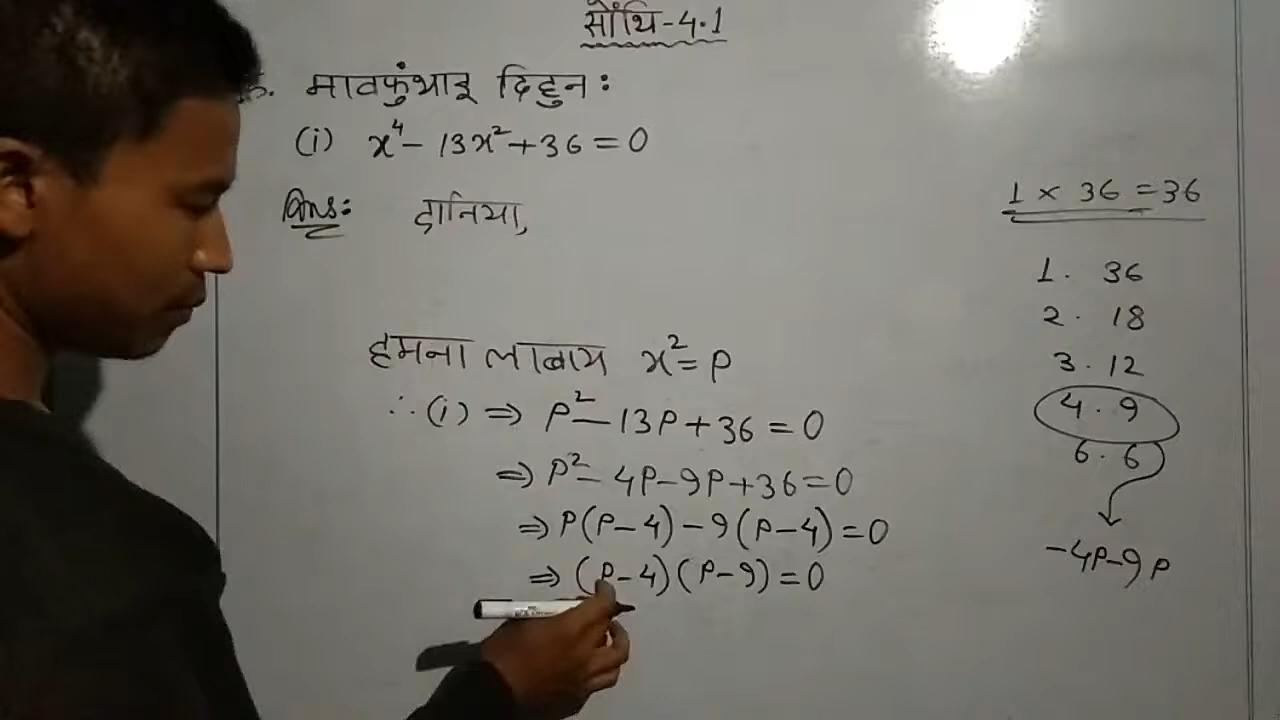 सोंथि-4.1
मावफुंथाइ दिहुन:
(i) x⁴ - 13x² + 36 = 0
Ans: दानिया,
हमना लाबाय x² = p
∴ (i) ⇒ p² - 13p + 36 = 0
⇒ p² - 4p - 9p + 36 = 0
⇒ p(p - 4) - 9(p - 4) = 0
⇒ (p - 4)(p - 9) = 0
1 × 36 = 36
1. 36
2. 18
3. 12
4. 9
6. 6
-4p-9p